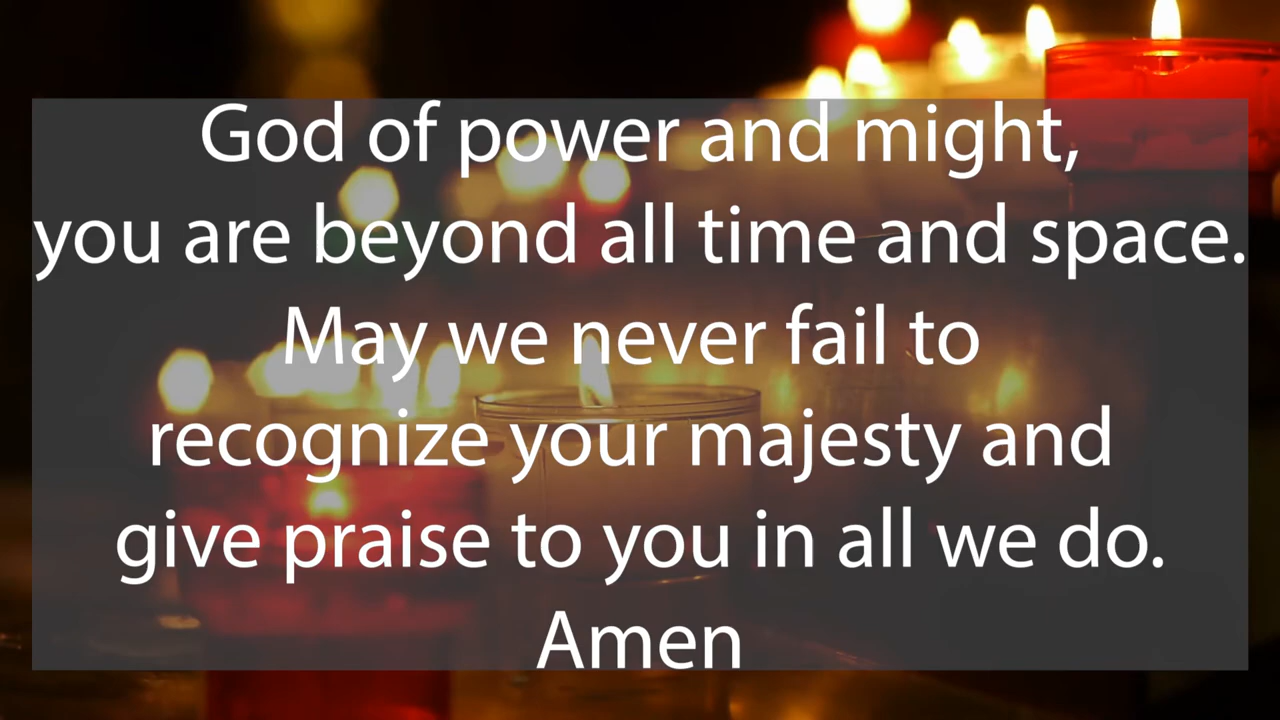 God of power and might,
you are beyond all time and space.
May we never fail to
recognize your majesty and
give praise to you in all we do.
Amen